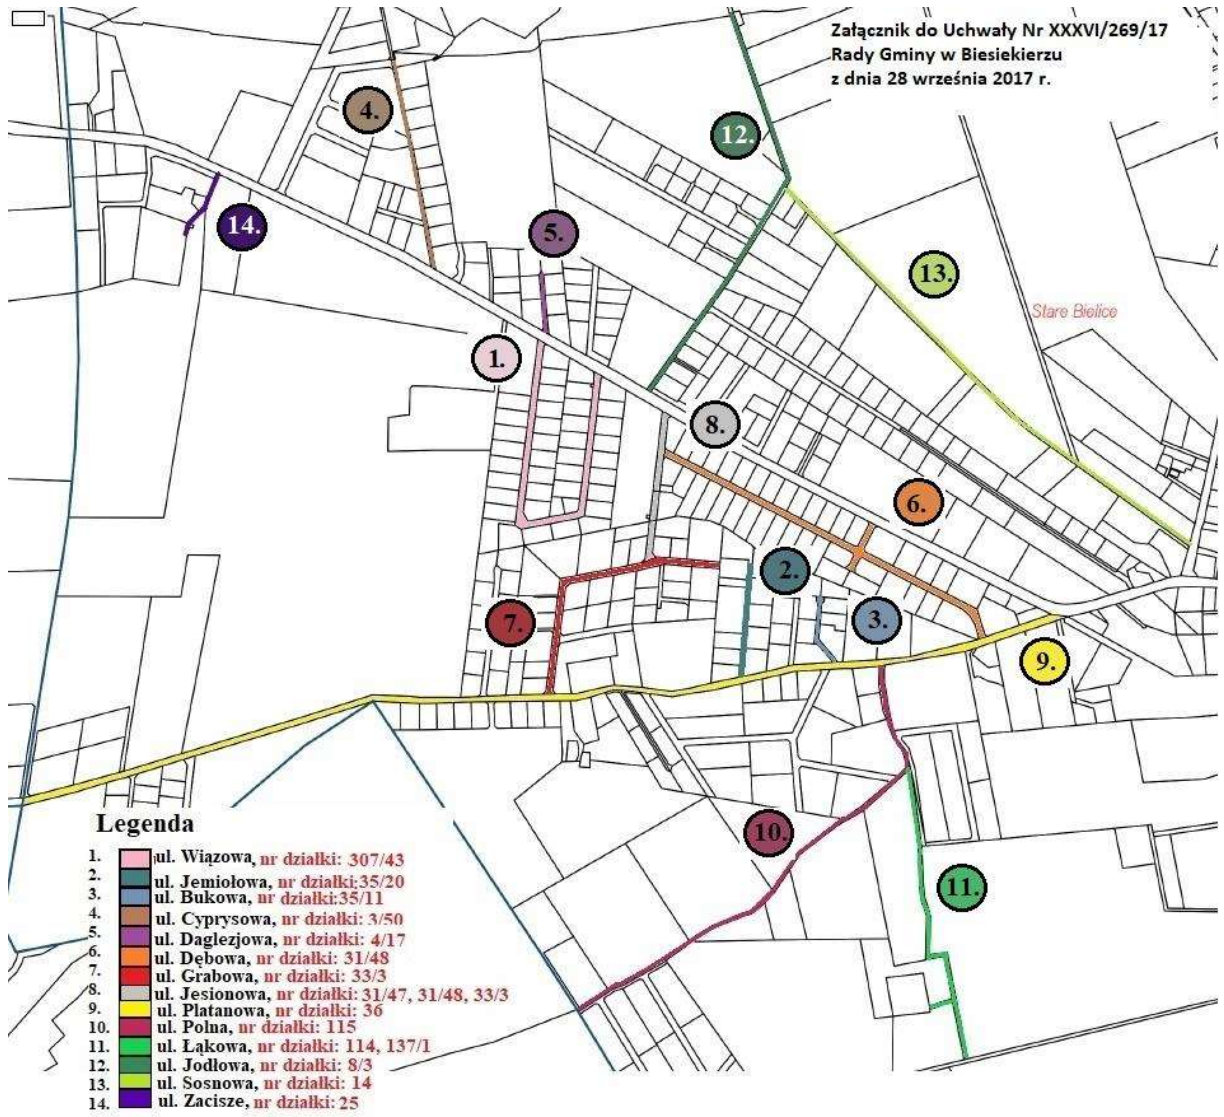 Załącznik do Uchwały Nr XXXVI/269/17
Rady Gminy w Biesiekierzu
z dnia 28 września 2017 r.
4.
12.
14.
5.
13.
Stare Bielice
1.
8.
6.
2.
7.
3.
9.
10.
11.
Legenda
1. ul. Wiązowa, nr działki: 307/43
2. ul. Jemiołowa, nr działki:35/20
3. ul. Bukowa, nr działki:35/11
4. ul. Cyprysowa, nr działki: 3/50
5. ul. Daglezjowa, nr działki: 4/17
6. ul. Dębowa, nr działki: 31/48
7. ul. Grabowa, nr działki: 33/3
8. ul. Jesionowa, nr działki: 31/47, 31/48, 33/3
9. ul. Platanowa, nr działki: 36
10. ul. Polna, nr działki: 115
11. ul. Łąkowa, nr działki: 114, 137/1
12. ul. Jodłowa, nr działki: 8/3
13. ul. Sosnowa, nr działki: 14
14. ul. Zacisze, nr działki: 25